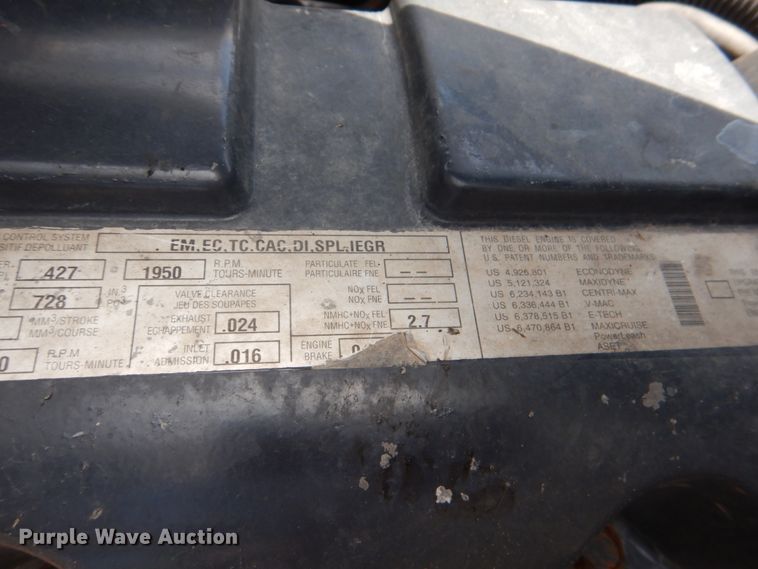 CONTROL SYSTEM
DEPOLLUANT
EM,EC,TC,CAC,DI,SPL,IEGR
427
1950
R.P.M
TOURS-MINUTE
728
IN3
PO3
MM3/STROKE
MM3/COURSE
R.P.M
TOURS-MINUTE
VALVE CLEARANCE
JEU DES SOUPAPES
EXHAUST
ECHAPPEMENT
.024
INLET
ADMISSION
.016
PARTICULATE FEL
PARTICULAIRE FNE
--
NOx FEL
NOx FNE
--
NMHC+NOx FEL
NMHC+NOx FNE
2.7
ENGINE
BRAKE
THIS DIESEL ENGINE IS COVERED
BY ONE OR MORE OF THE FOLLOWING
U.S. PATENT NUMBERS AND TRADEMARKS
US 4,926,801 ECONODYNE
US 5,121,324 MAXIDYNE
US 6,234,143 B1 CENTRI-MAX
US 6,336,444 B1 V-MAC
US 6,378,515 B1 E-TECH
US 6,470,864 B1 MAXICRUISE
PowerLeash
ASET
Purple Wave Auction